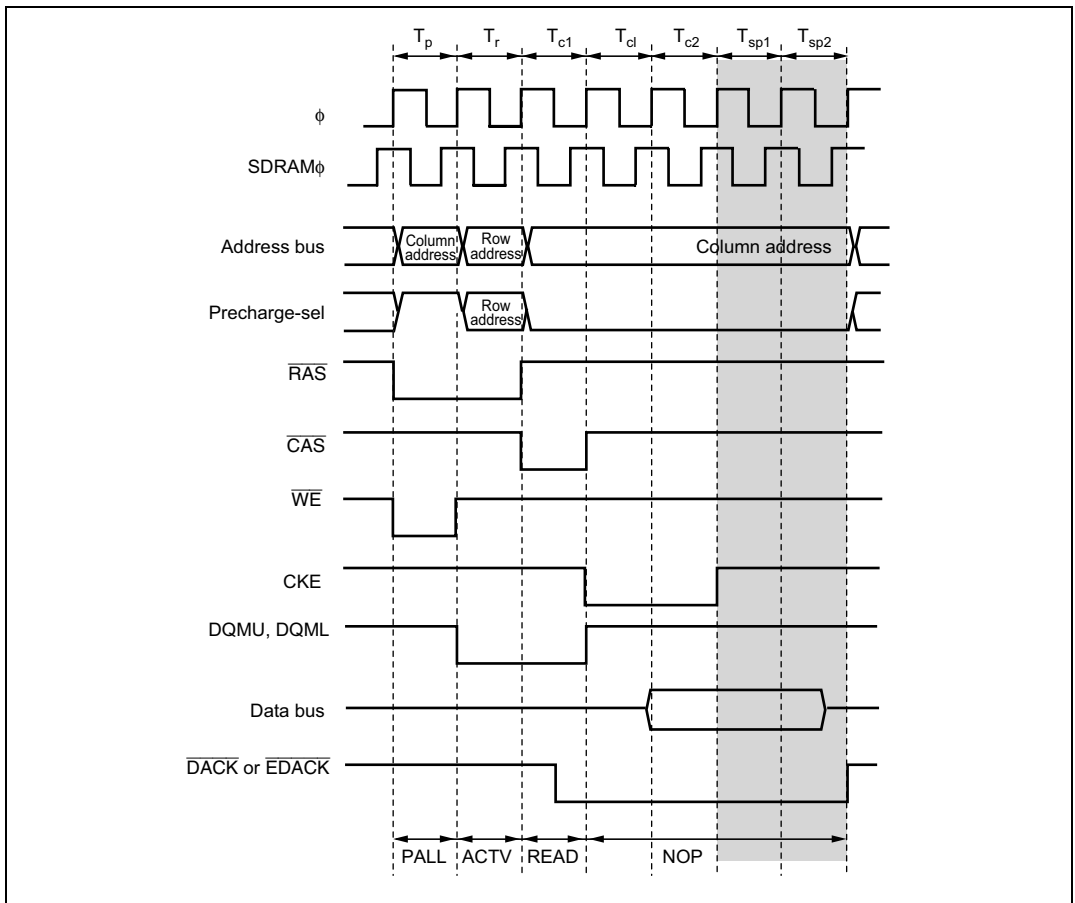 Tp Tr Tc1 Tcl Tc2 Tsp1 Tsp2
ϕ
SDRAMϕ
Address bus
Column address
Row address
Column address
Precharge-sel
Row address
RAS
CAS
WE
CKE
DQMU, DQML
Data bus
DACK or EDACK
PALL ACTV READ NOP